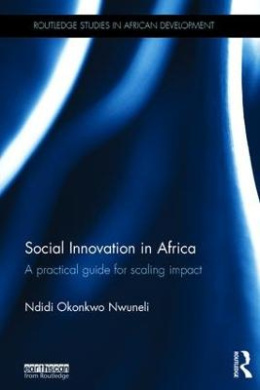 ROUTLEDGE STUDIES IN AFRICAN DEVELOPMENT
Social Innovation in Africa
A practical guide for scaling impact
Ndidi Okonkwo Nwuneli
earthscan
from Routledge
R
ROUTLEDGE